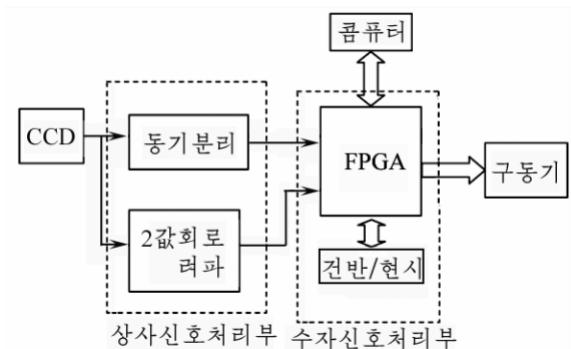 콤퓨터
CCD
동기분리
FPGA
구동기
2값회로
려파
건반/현시
상사신호처리부
수자신호처리부